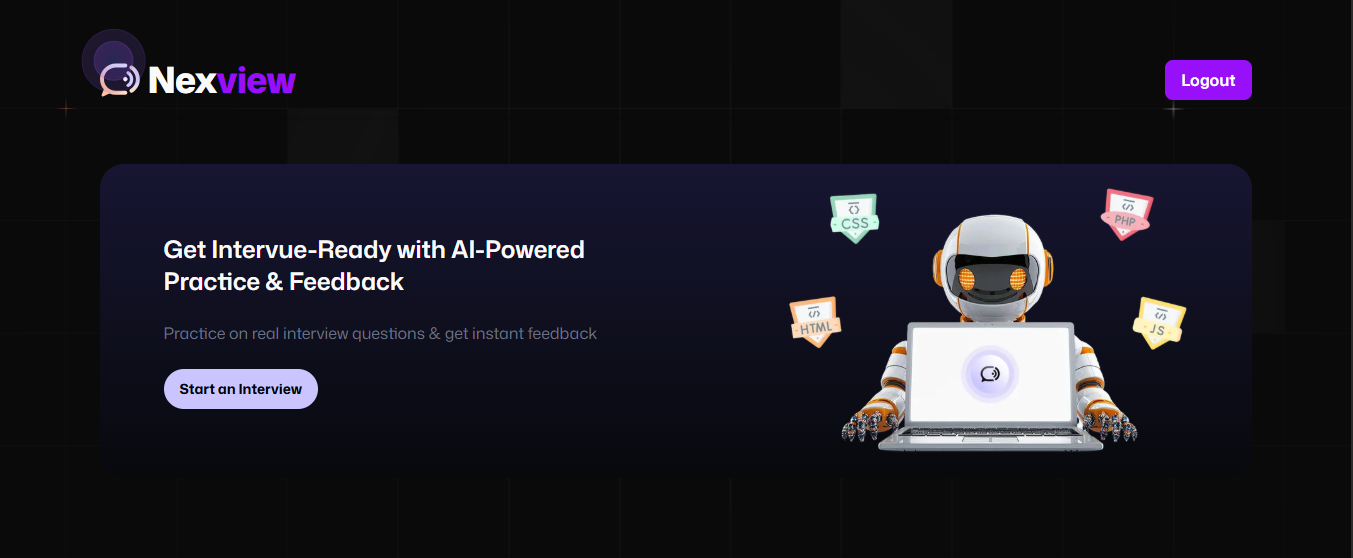 Nexview
Logout
Get Intervue-Ready with AI-Powered
Practice & Feedback
Practice on real interview questions & get instant feedback
Start an Interview
CSS
PHP
HTML
JS